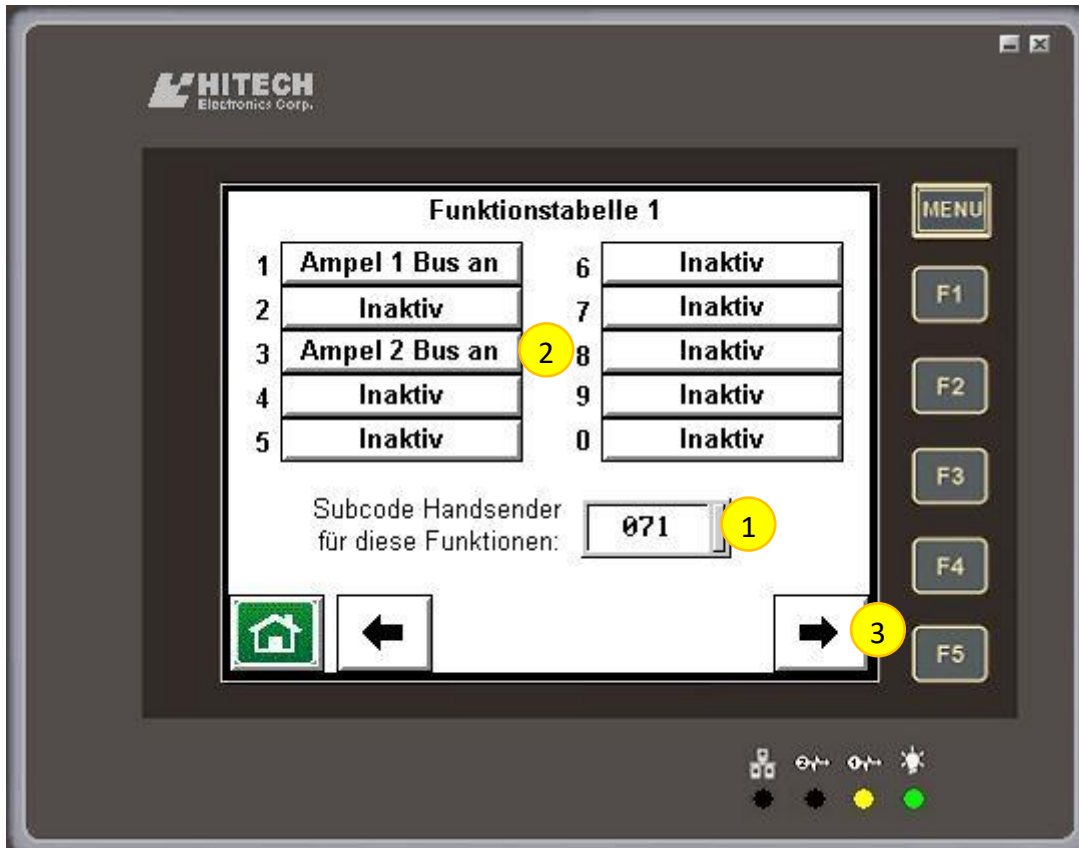 HITECH
Electronics Corp.
Funktionstabelle 1
MENU
1 Ampel 1 Bus an 6 Inaktiv
F1
2 Inaktiv 7 Inaktiv
3 Ampel 2 Bus an 2 8 Inaktiv
F2
4 Inaktiv 9 Inaktiv
5 Inaktiv 0 Inaktiv
F3
Subcode Handsender
für diese Funktionen:
071 1
F4
3
F5
2 1